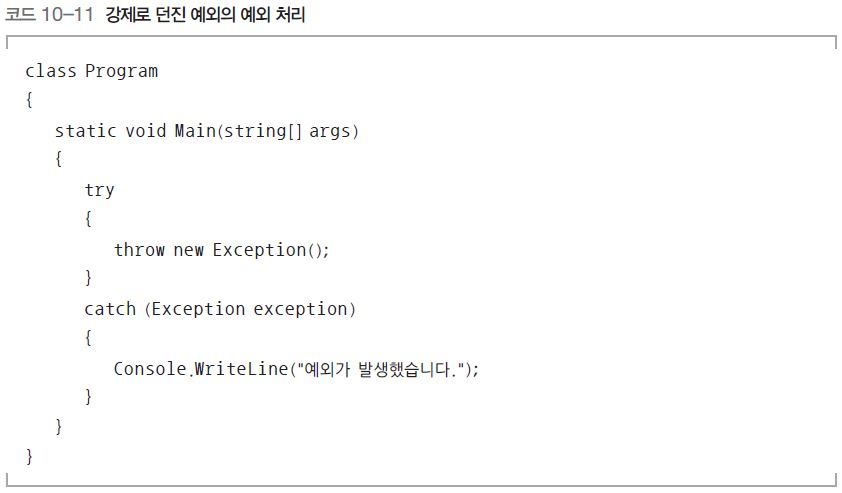 코드 10-11 강제로 던진 예외의 예외 처리
class Program
{
static void Main(string[] args)
{
try
{
throw new Exception();
}
catch (Exception exception)
{
Console.WriteLine("예외가 발생했습니다.");
}
}
}